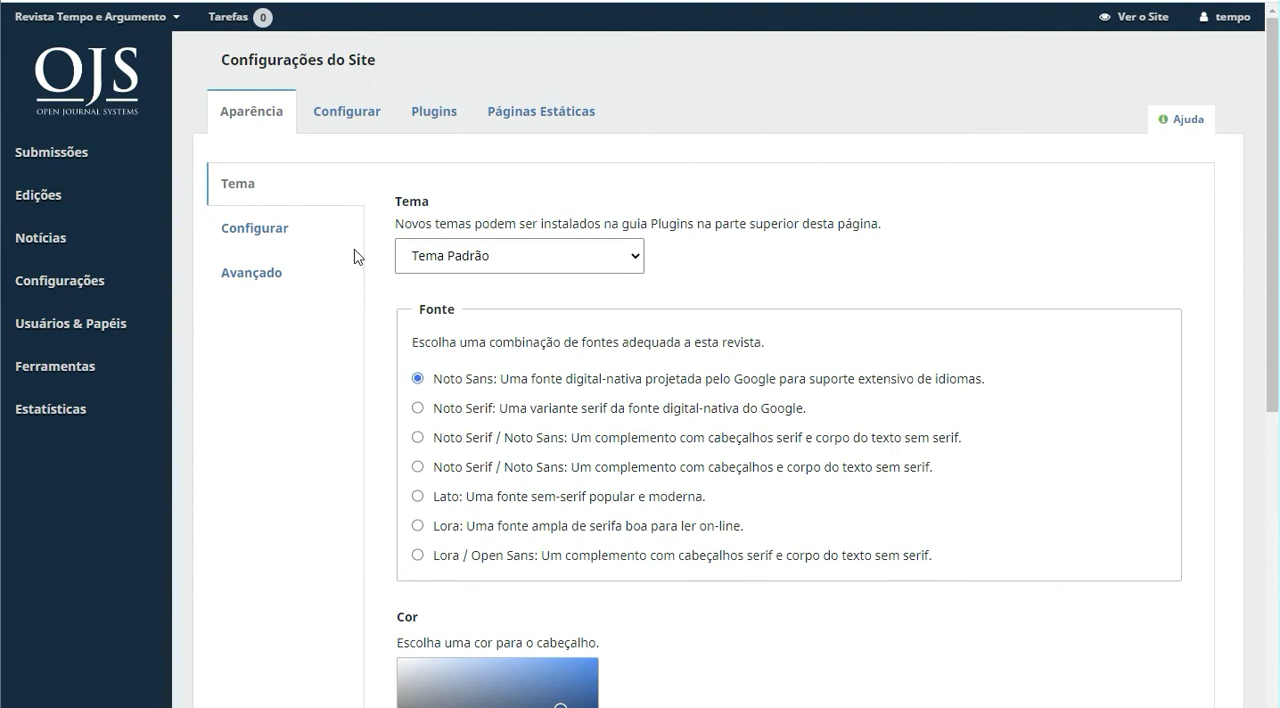 Revista Tempo e Argumento
Tarefas 0
Ver o Site
tempo
OJS
OPEN JOURNAL SYSTEMS
Submissões
Edições
Notícias
Configurações
Usuários & Papéis
Ferramentas
Estatísticas
Configurações do Site
Aparência
Configurar
Plugins
Páginas Estáticas
Ajuda
Tema
Configurar
Avançado
Tema
Novos temas podem ser instalados na guia Plugins na parte superior desta página.
Tema Padrão
Fonte
Escolha uma combinação de fontes adequada a esta revista.
Noto Sans: Uma fonte digital-nativa projetada pelo Google para suporte extensivo de idiomas.
Noto Serif: Uma variante serif da fonte digital-nativa do Google.
Noto Serif / Noto Sans: Um complemento com cabeçalhos serif e corpo do texto sem serif.
Noto Serif / Noto Sans: Um complemento com cabeçalhos e corpo do texto sem serif.
Lato: Uma fonte sem-serif popular e moderna.
Lora: Uma fonte ampla de serifa boa para ler on-line.
Lora / Open Sans: Um complemento com cabeçalhos serif e corpo do texto sem serif.
Cor
Escolha uma cor para o cabeçalho.